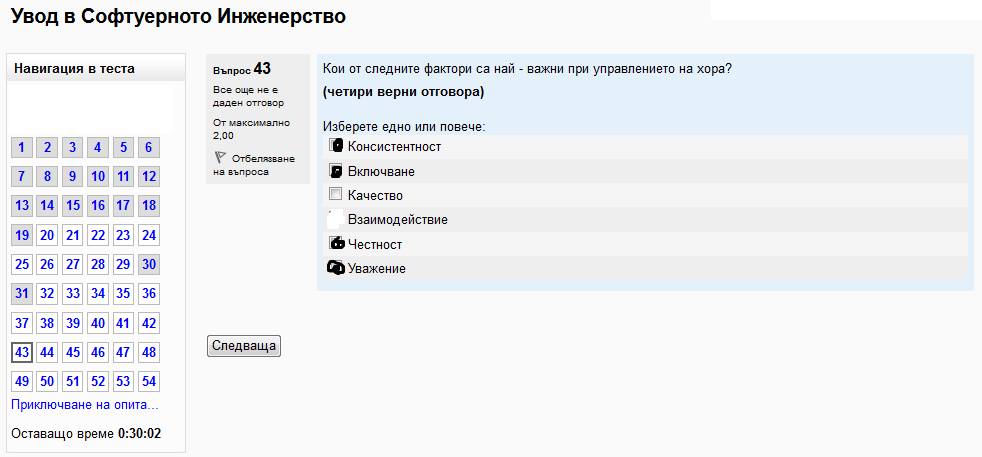 Увод в Софтуерното Инженерство
Навигация в теста
1 2 3 4 5 6
7 8 9 10 11 12
13 14 15 16 17 18
19 20 21 22 23 24
25 26 27 28 29 30
31 32 33 34 35 36
37 38 39 40 41 42
43 44 45 46 47 48
49 50 51 52 53 54
Приключване на опита...
Оставащо време 0:30:02
Въпрос 43
Все още не е
даден отговор
От максимално
2,00
Отбелязване
на въпроса
Кои от следните фактори са най - важни при управлението на хора?
(четири верни отговора)
Изберете едно или повече:
Консистентност
Включване
Качество
Взаимодействие
Честност
Уважение
Следваща